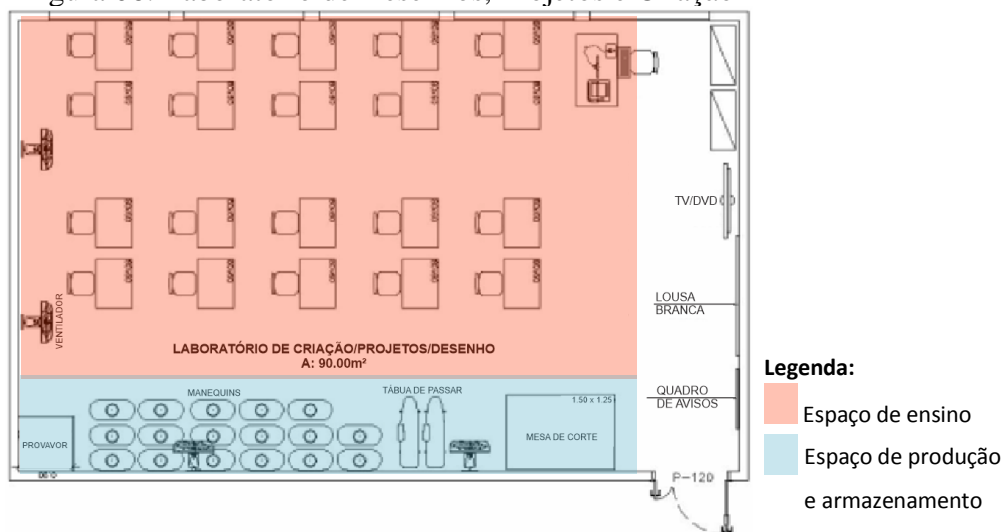 TV/DVD
LOUSA
BRANCA
VENTILADOR
LABORATÓRIO DE CRIAÇÃO/PROJETOS/DESENHO
A: 90.00m²
MANEQUINS
TÁBUA DE PASSAR
1.50 x 1.25
QUADRO
DE AVISOS
PROVAVOR
MESA DE CORTE
P-120
Legenda:
Espaço de ensino
Espaço de produção
e armazenamento